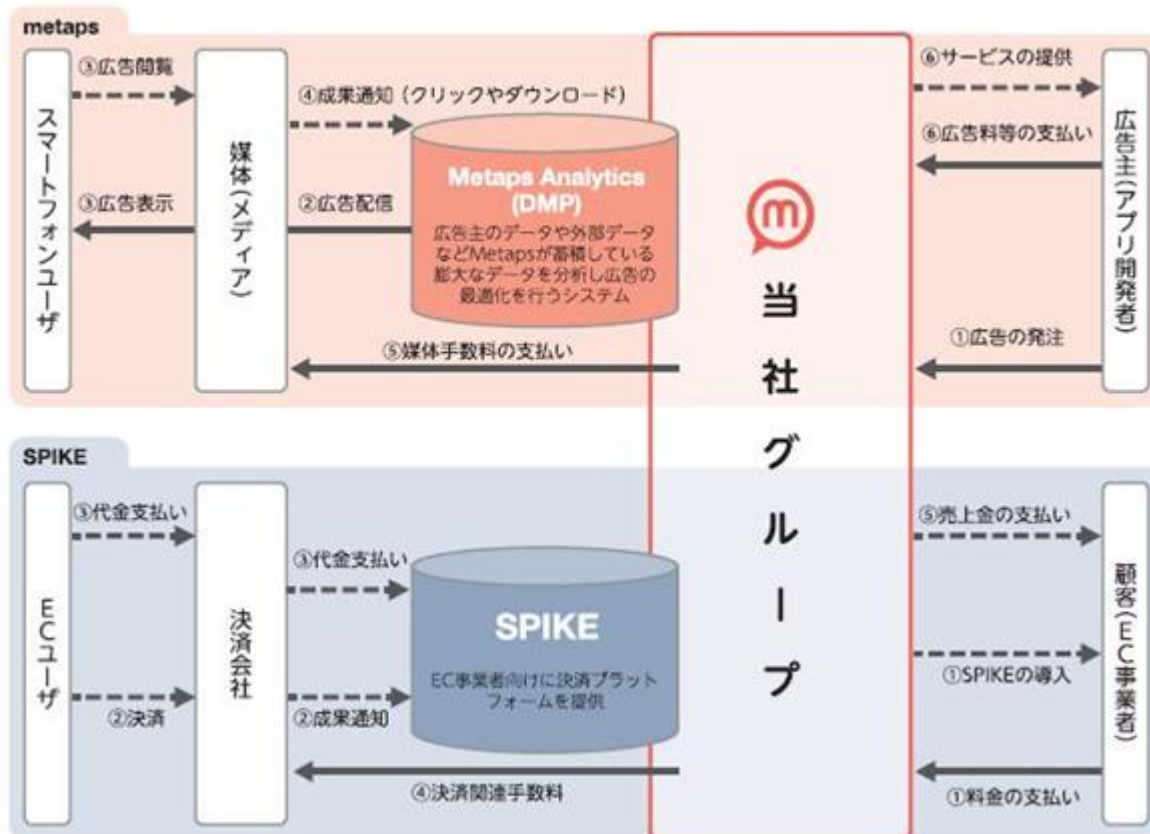 metaps
スマートフォンユーザ
③広告閲覧
③広告表示
媒体(メディア)
④成果通知(クリックやダウンロード)
②広告配信
Metaps Analytics
(DMP)
広告主のデータや外部データ
などMetapsが蓄積している
膨大なデータを分析し広告の
最適化を行うシステム
⑤媒体手数料の支払い
m
当社グループ
⑥サービスの提供
⑥広告料等の支払い
①広告の発注
広告主(アプリ開発者)
SPIKE
ECユーザ
③代金支払い
②決済
決済会社
③代金支払い
②成果通知
SPIKE
EC事業者向けに決済プラット
フォームを提供
④決済関連手数料
⑤売上金の支払い
①SPIKEの導入
①料金の支払い
顧客(EC事業者)